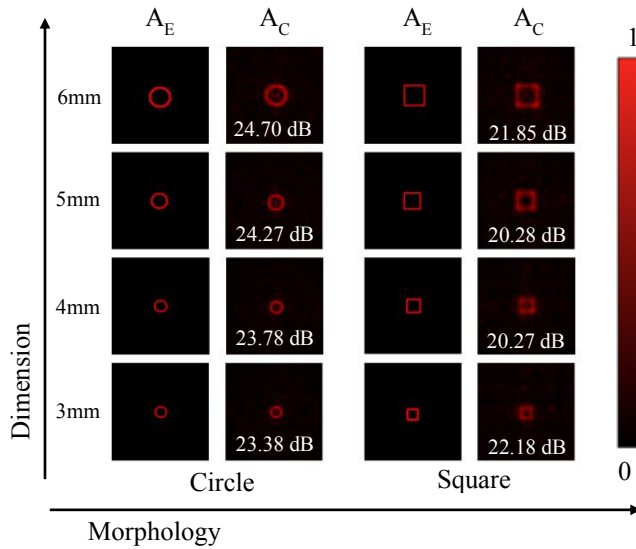 A_E A_C A_E A_C 1
6mm 24.70 dB 21.85 dB
5mm 24.27 dB 20.28 dB
4mm 23.78 dB 20.27 dB
3mm 23.38 dB 22.18 dB
Dimension
0
Circle Square
Morphology